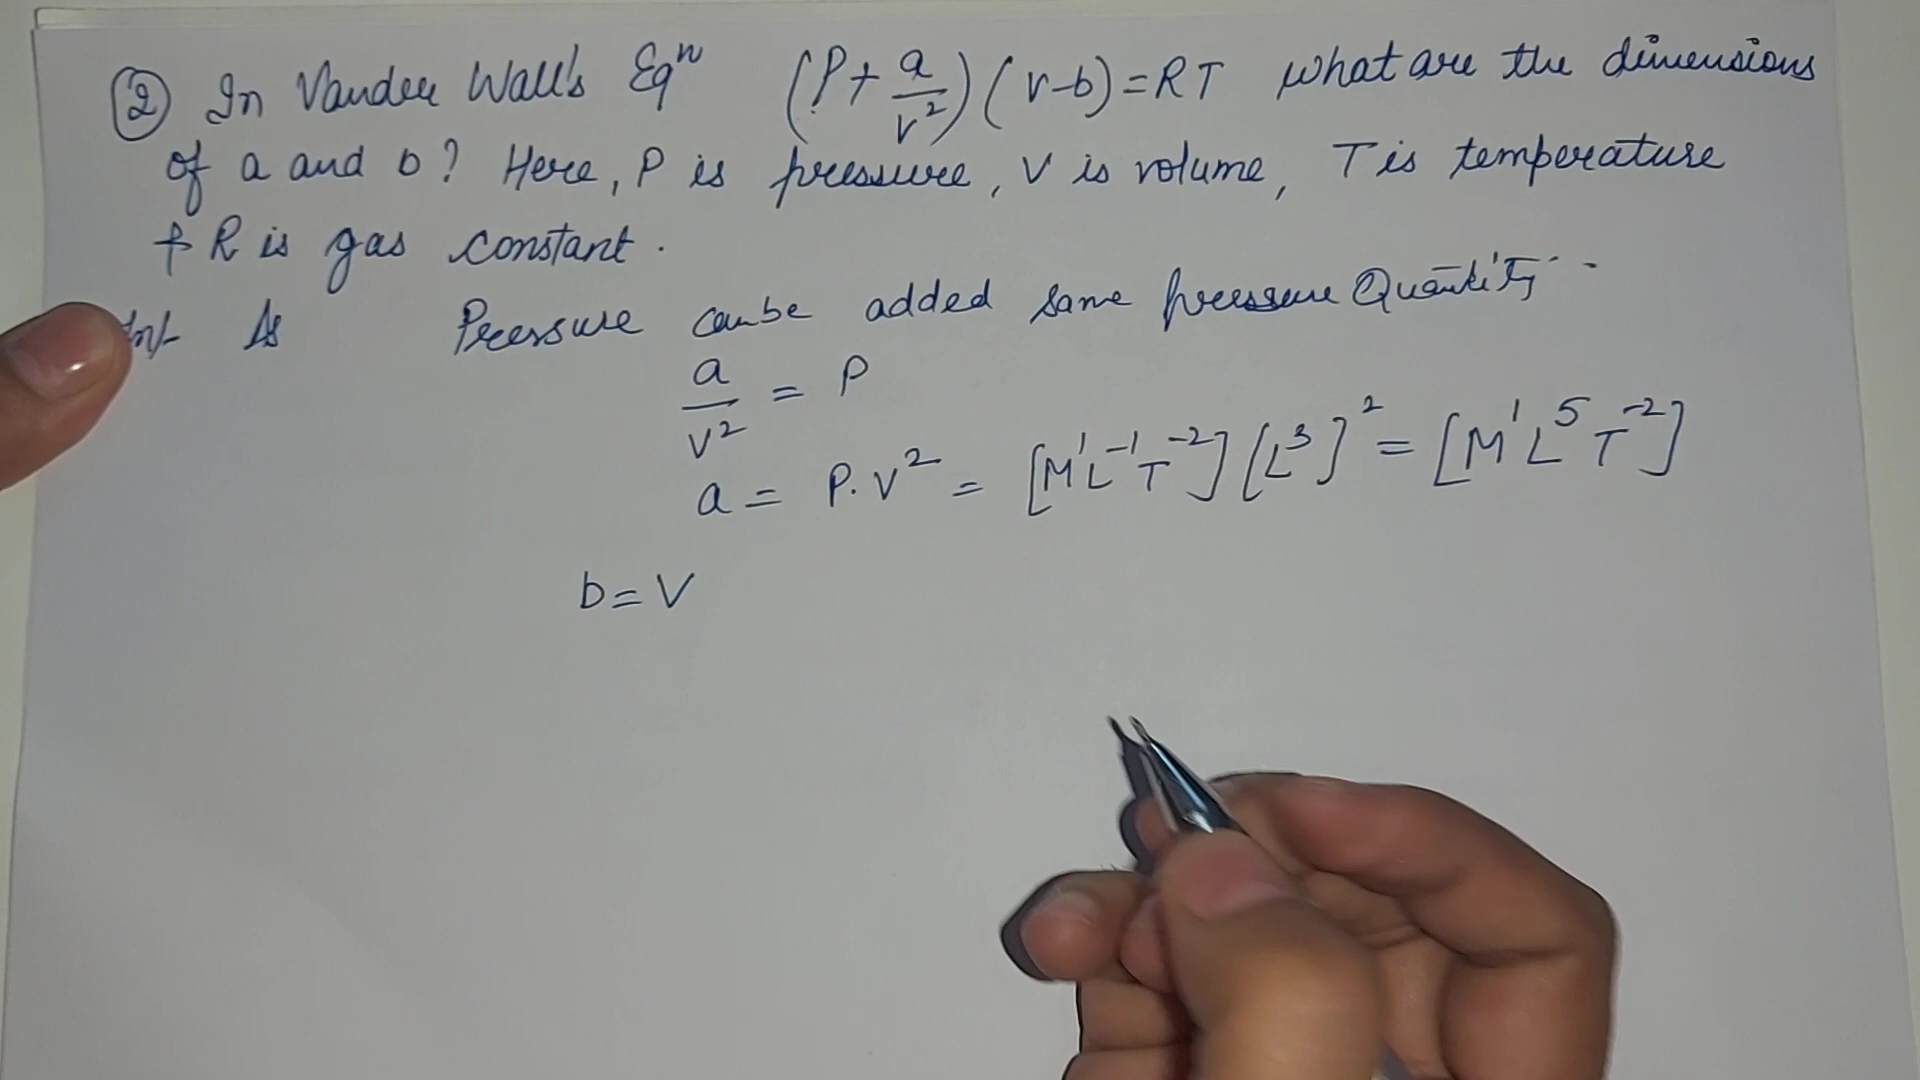 ② In Vander Wall's Eqⁿ (P + a/v²) (v-b) = RT what are the dimensions
of a and b? Here, P is pressure, V is volume, T is temperature
+ R is gas constant.
As Pressure can be added same pressure Quantity
a/V² = P
a = P.V² = [M¹L⁻¹T⁻²] [L³]² = [M¹L⁵T⁻²]
b = V